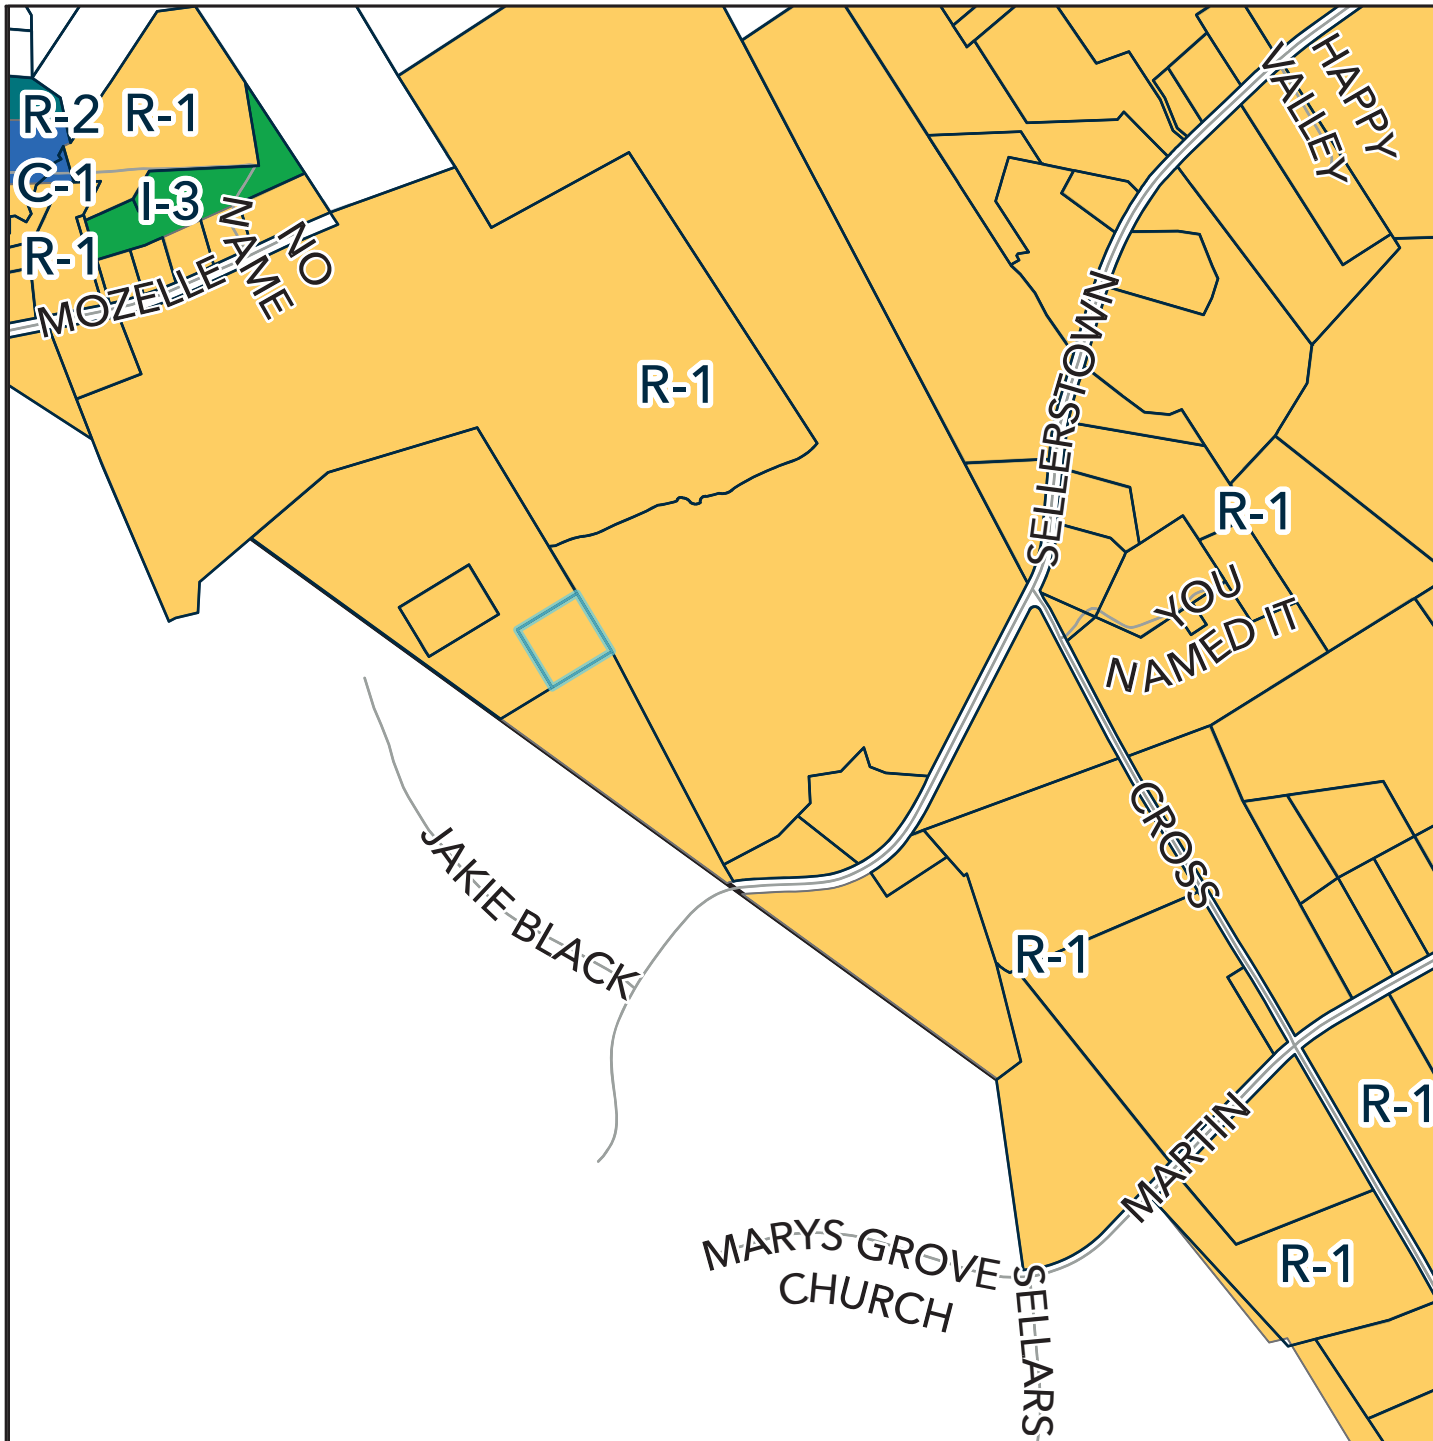 HAPPY
VALLEY
R-2
R-1
C-1
I-3
NO
NAME
R-1
MOZELLE
SELLERSTOWN
R-1
R-1
YOU
NAMED IT
CROSS
JAKIE BLACK
R-1
R-1
MARTIN
MARYS GROVE
CHURCH
R-1
SELLARS